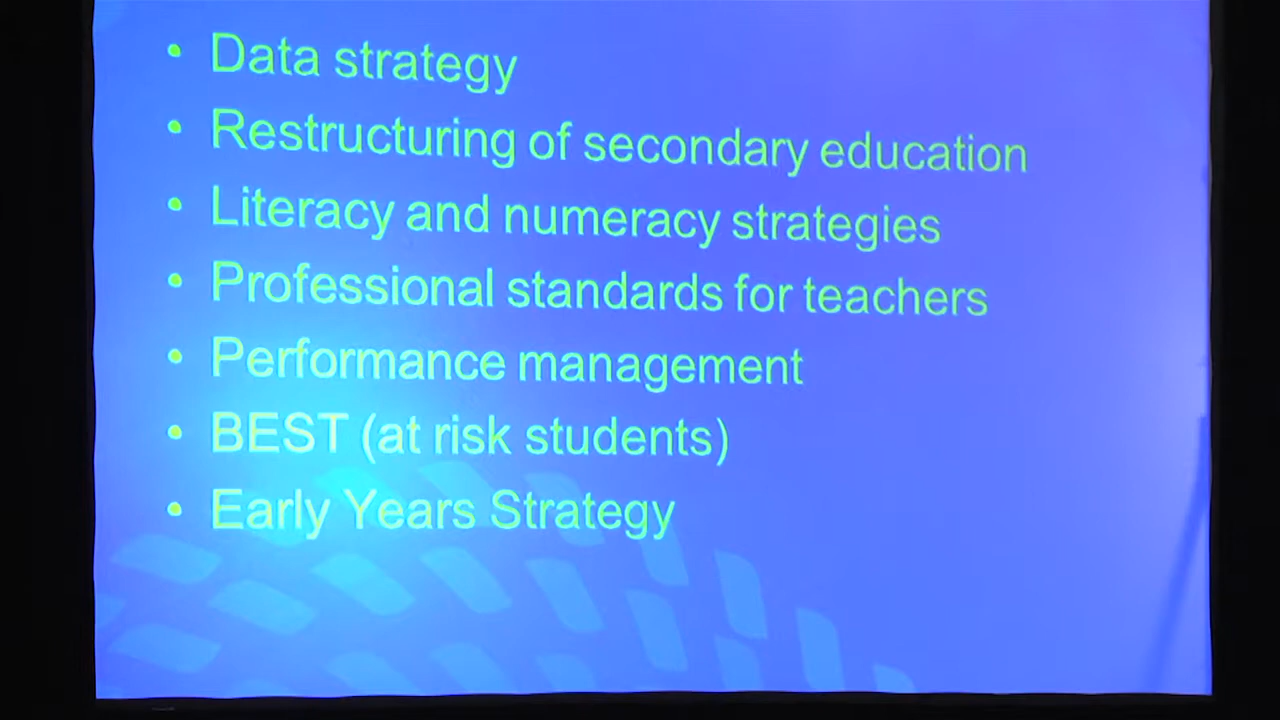 • Data strategy
• Restructuring of secondary education
• Literacy and numeracy strategies
• Professional standards for teachers
• Performance management
• BEST (at risk students)
• Early Years Strategy